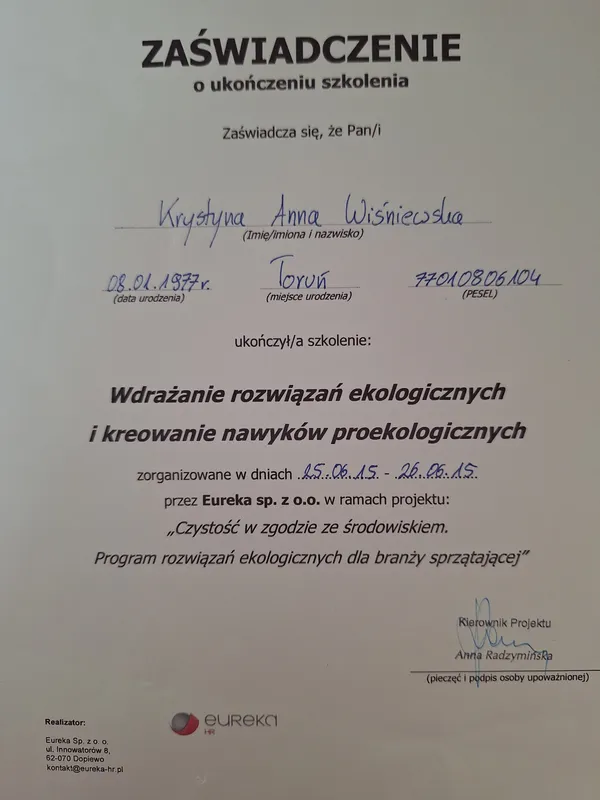 ZAŚWIADCZENIE
o ukończeniu szkolenia
Zaświadcza się, że Pan/i
Krystyna Anna Wiśniewska
(Imię/imiona i nazwisko)
08.01.1977r. Toruń 77010806104
(data urodzenia) (miejsce urodzenia) (PESEL)
ukończył/a szkolenie:
Wdrażanie rozwiązań ekologicznych
i kreowanie nawyków proekologicznych
zorganizowane w dniach 25.06.15 - 26.06.15
przez Eureka sp. z o.o. w ramach projektu:
„Czystość w zgodzie ze środowiskiem.
Program rozwiązań ekologicznych dla branży sprzątającej”
Kierownik Projektu
Anna Radzymińska
(pieczęć i podpis osoby upoważnionej)
Realizator:
Eureka Sp. z o. o.
ul. Innowatorów 8,
62-070 Dopiewo
kontakt@eureka-hr.pl
eureka
HR